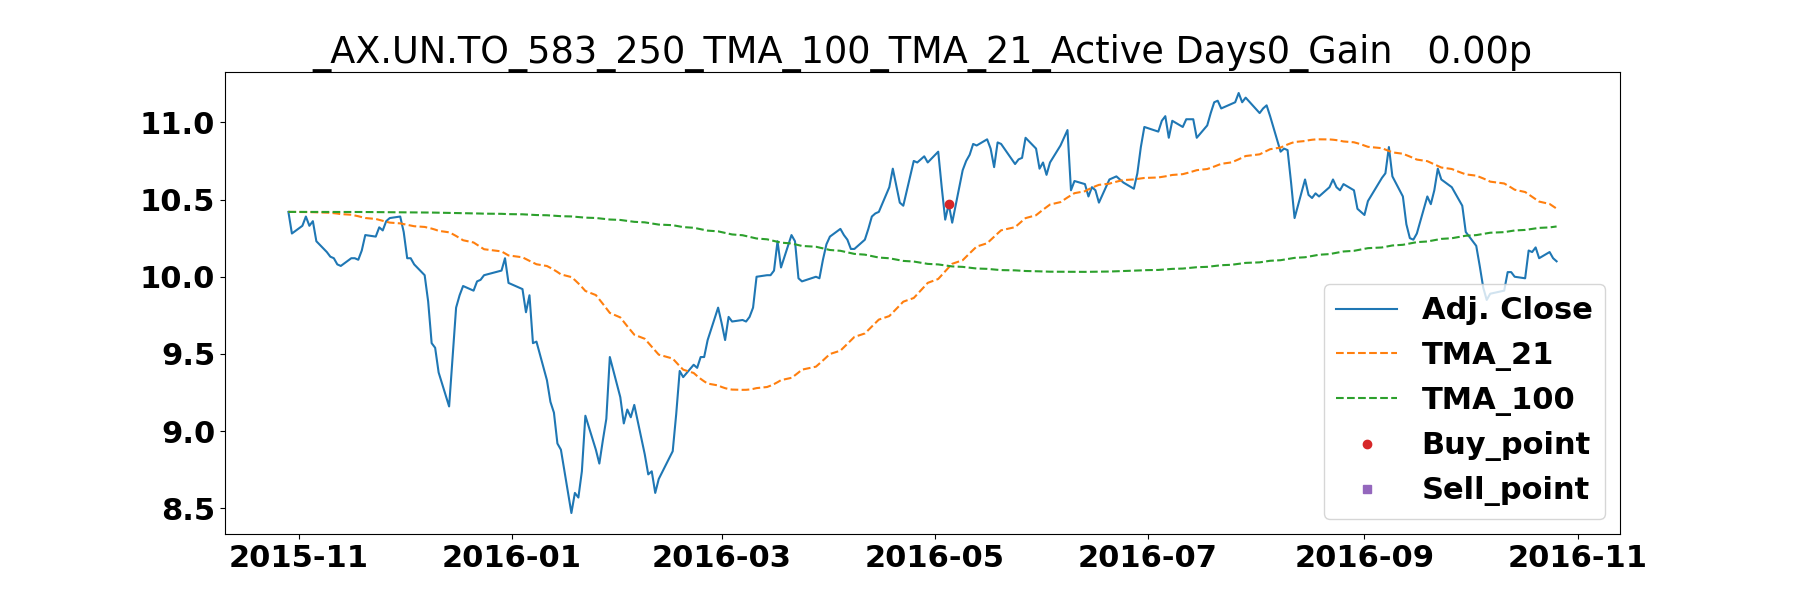 _AX.UN.TO_583_250_TMA_100_TMA_21_Active Days0_Gain   0.00p
11.0
10.5
10.0
9.5
9.0
8.5
Adj. Close
TMA_21
TMA_100
Buy_point
Sell_point
2015-11 2016-01 2016-03 2016-05 2016-07 2016-09 2016-11